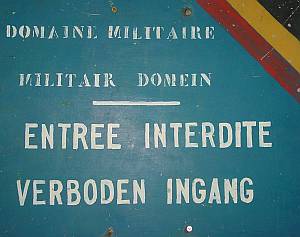 DOMAINE MILITAIRE
MILITAIR DOMEIN
ENTREE INTERDITE
VERBODEN INGANG